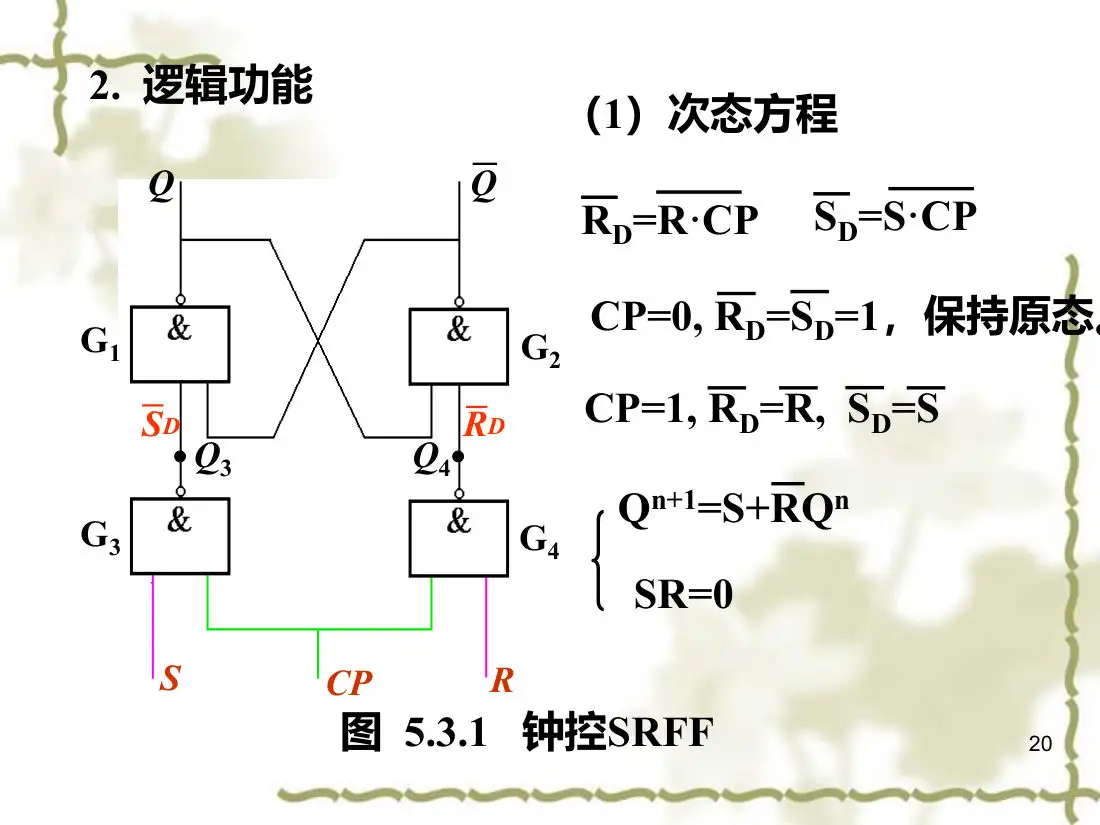 2. 逻辑功能
(1)次态方程
Q
Q̅
R̅D=R·CP̅ S̅D=S·CP̅
&
&
G1
G2
CP=0, R̅D=S̅D=1，保持原态.
S̅D
R̅D
CP=1, R̅D=R̅, S̅D=S̅
Q3
Q4
&
&
G3
G4
Qn+1=S+R̅Qn
SR=0
S
CP
R
图 5.3.1 钟控SRFF
20